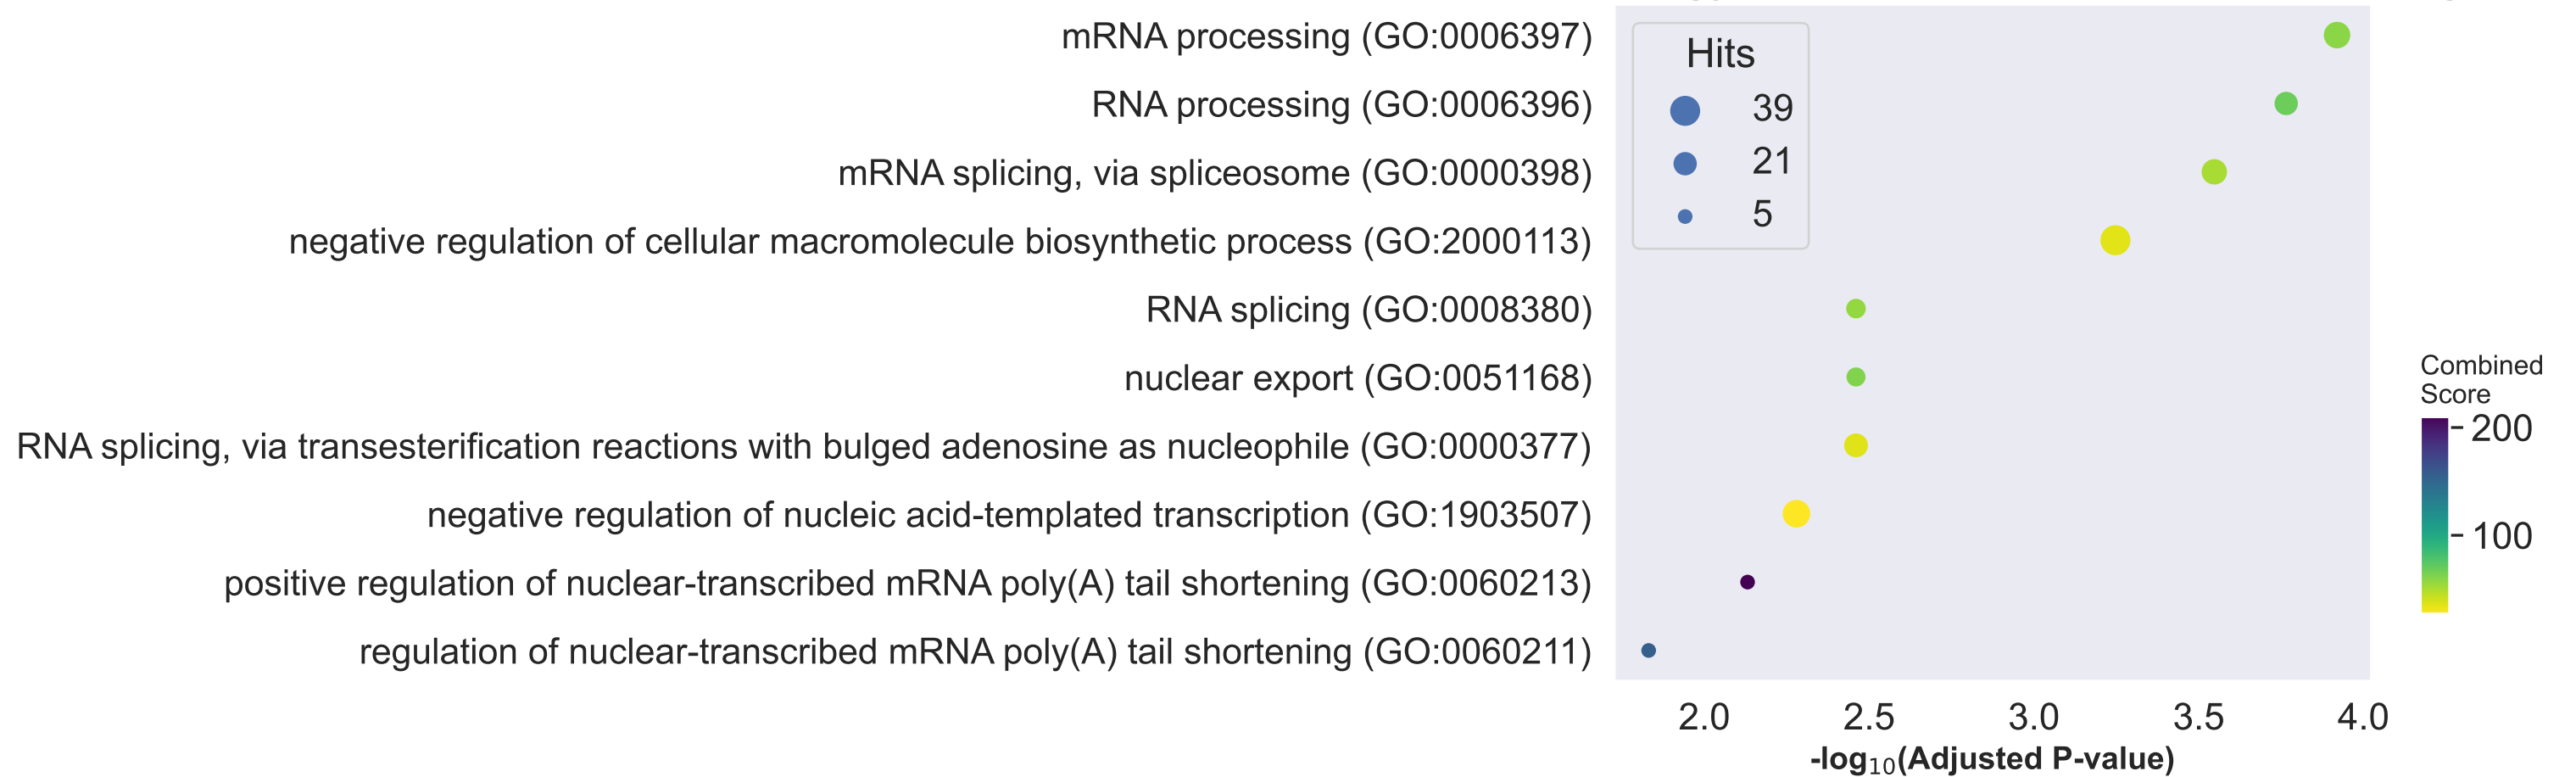 mRNA processing (GO:0006397)
RNA processing (GO:0006396)
mRNA splicing, via spliceosome (GO:0000398)
negative regulation of cellular macromolecule biosynthetic process (GO:2000113)
RNA splicing (GO:0008380)
nuclear export (GO:0051168)
RNA splicing, via transesterification reactions with bulged adenosine as nucleophile (GO:0000377)
negative regulation of nucleic acid-templated transcription (GO:1903507)
positive regulation of nuclear-transcribed mRNA poly(A) tail shortening (GO:0060213)
regulation of nuclear-transcribed mRNA poly(A) tail shortening (GO:0060211)
Hits
39
21
5
Combined
Score
200
100
2.0 2.5 3.0 3.5 4.0
-log₁₀(Adjusted P-value)